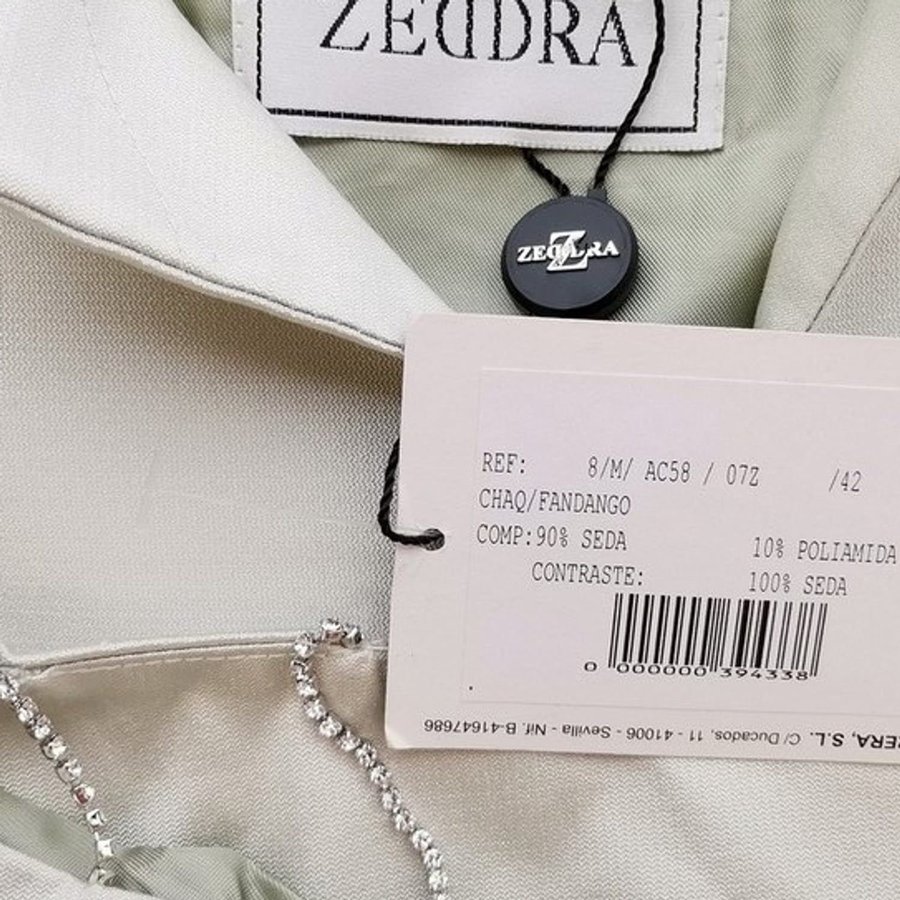 ZEDDRA
ZEDDRA
REF: 8/M/ AC58 / 07Z /42
CHAQ/FANDANGO
COMP:90% SEDA 10% POLIAMIDA
CONTRASTE: 100% SEDA
0 000000 394338
S.L. C/ Ducados, 11 - 41006 - Sevilla - Nif. B-41647686